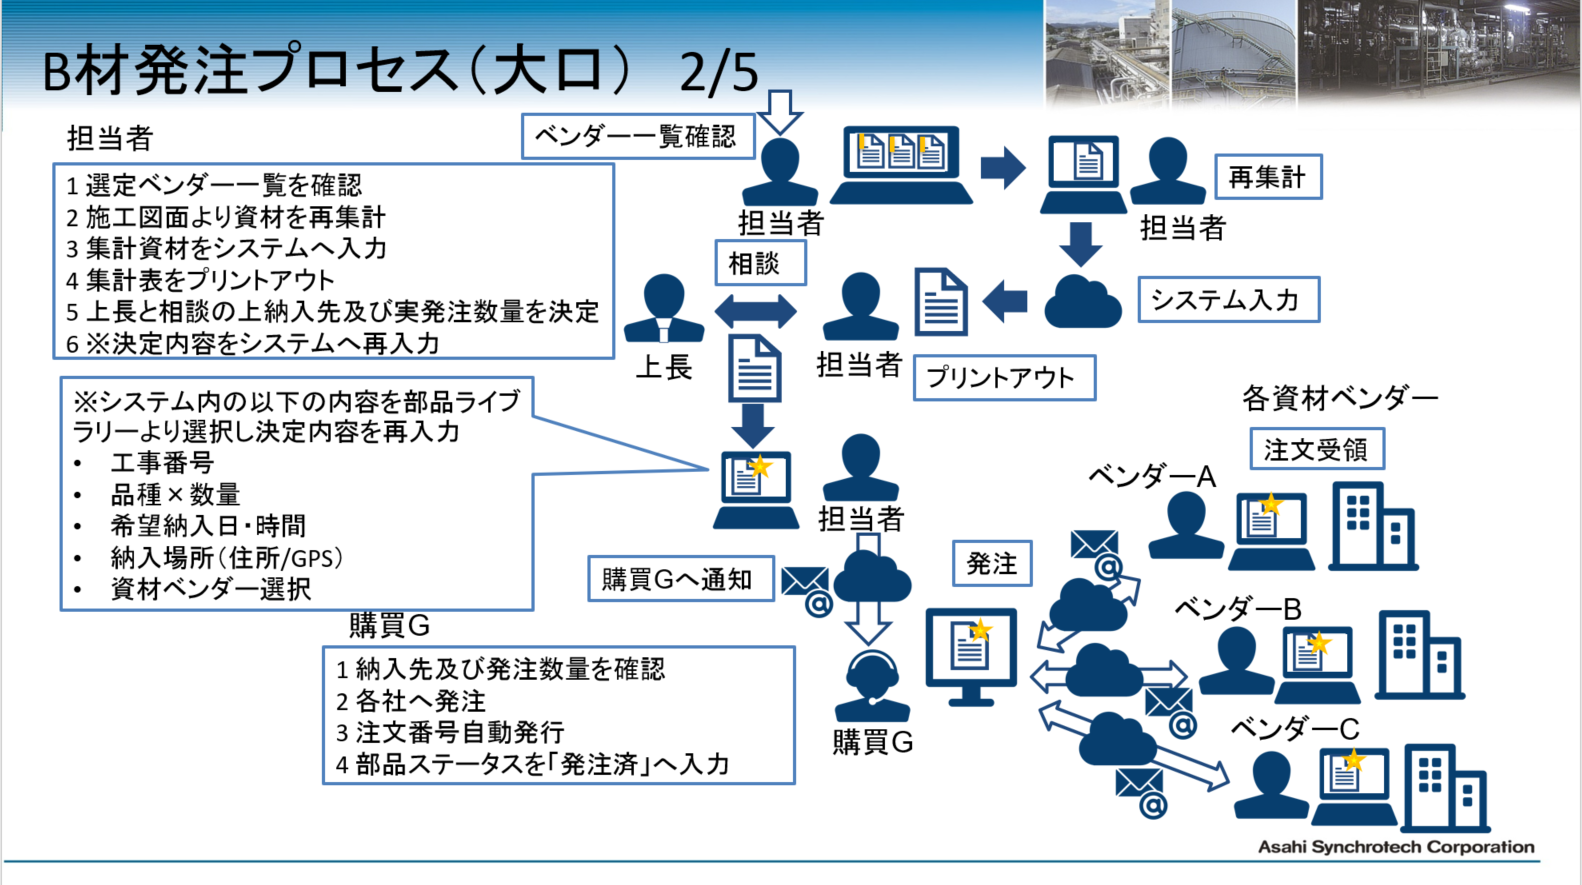 B材発注プロセス（大口） 2/5
担当者
1 選定ベンダー一覧を確認
2 施工図面より資材を再集計
3 集計資材をシステムへ入力
4 集計表をプリントアウト
5 上長と相談の上納入先及び実発注数量を決定
6 ※決定内容をシステムへ再入力
ベンダー一覧確認
担当者
再集計
担当者
相談
システム入力
上長
担当者
プリントアウト
※システム内の以下の内容を部品ライブ
ラリーより選択し決定内容を再入力
• 工事番号
• 品種×数量
• 希望納入日・時間
• 納入場所（住所/GPS）
• 資材ベンダー選択
担当者
購買Gへ通知
@
発注
各資材ベンダー
注文受領
ベンダーA
@
ベンダーB
@
ベンダーC
@
購買G
1 納入先及び発注数量を確認
2 各社へ発注
3 注文番号自動発行
4 部品ステータスを「発注済」へ入力
購買G
Asahi Synchrotech Corporation